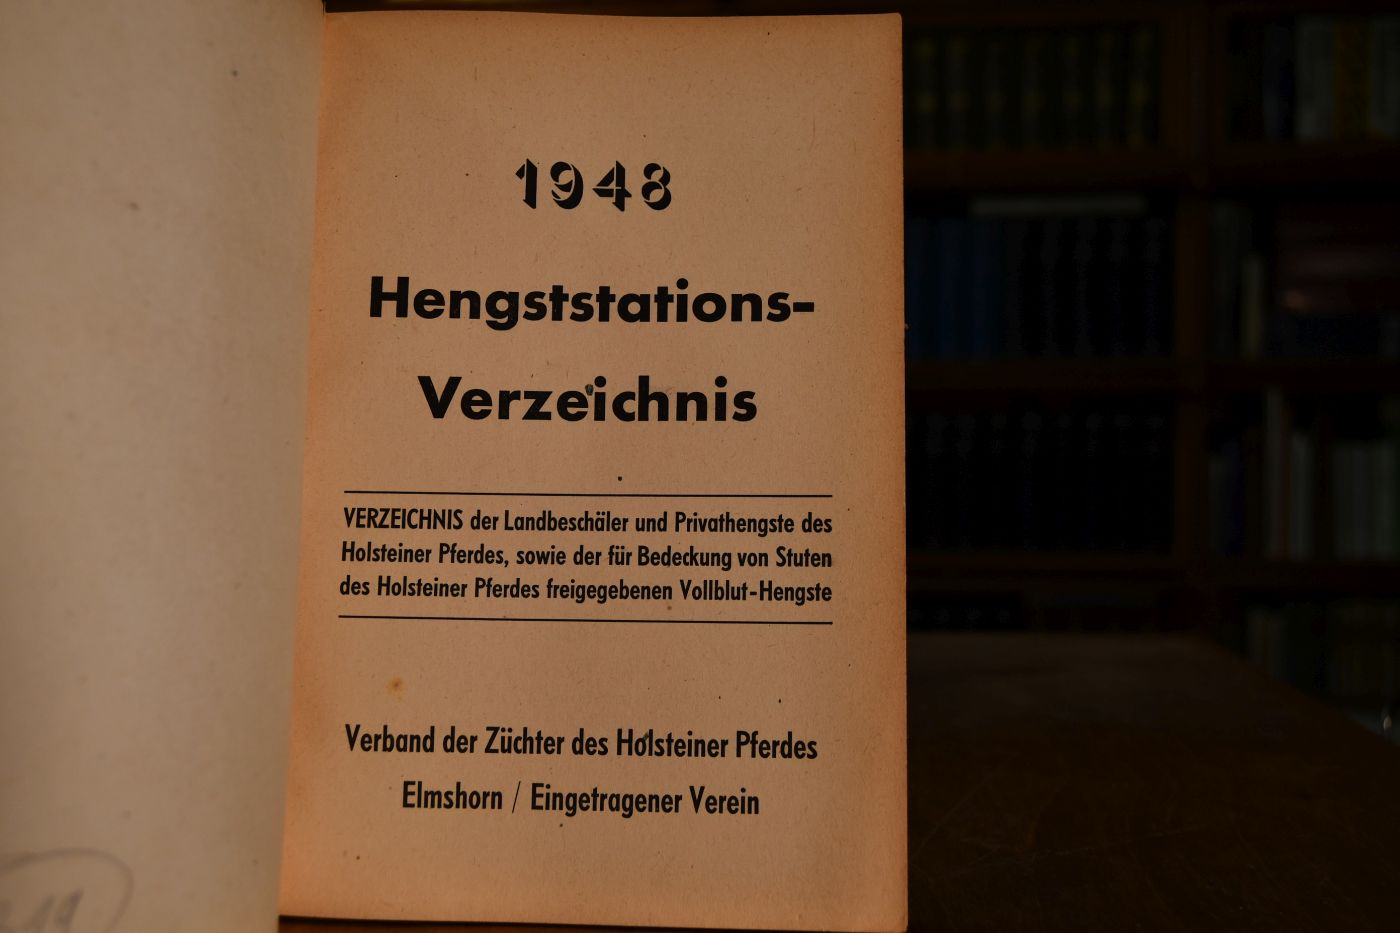 1948
Hengststations-
Verzeichnis
VERZEICHNIS der Landbeschäler und Privathengste des
Holsteiner Pferdes, sowie der für Bedeckung von Stuten
des Holsteiner Pferdes freigegebenen Vollblut-Hengste
Verband der Züchter des Holsteiner Pferdes
Elmshorn / Eingetragener Verein